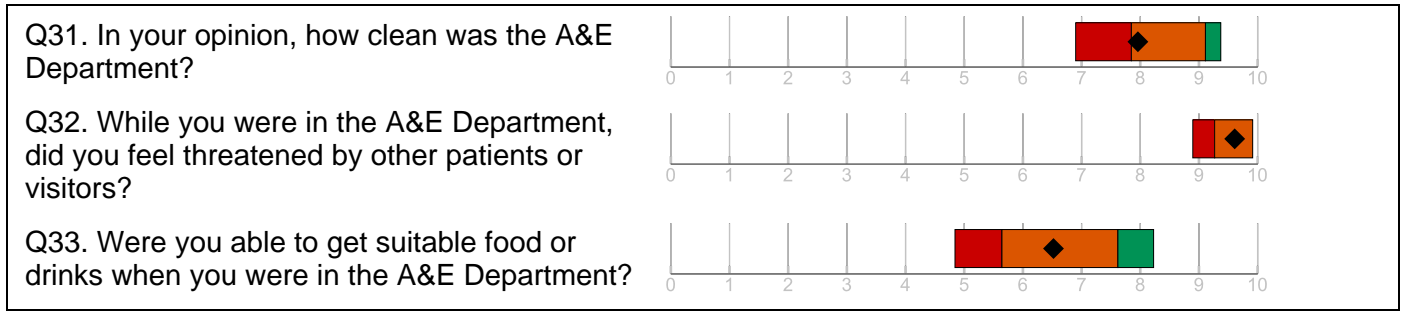 Q31. In your opinion, how clean was the A&E
Department?
0 1 2 3 4 5 6 7 8 9 10
Q32. While you were in the A&E Department,
did you feel threatened by other patients or
visitors?
0 1 2 3 4 5 6 7 8 9 10
Q33. Were you able to get suitable food or
drinks when you were in the A&E Department?
0 1 2 3 4 5 6 7 8 9 10